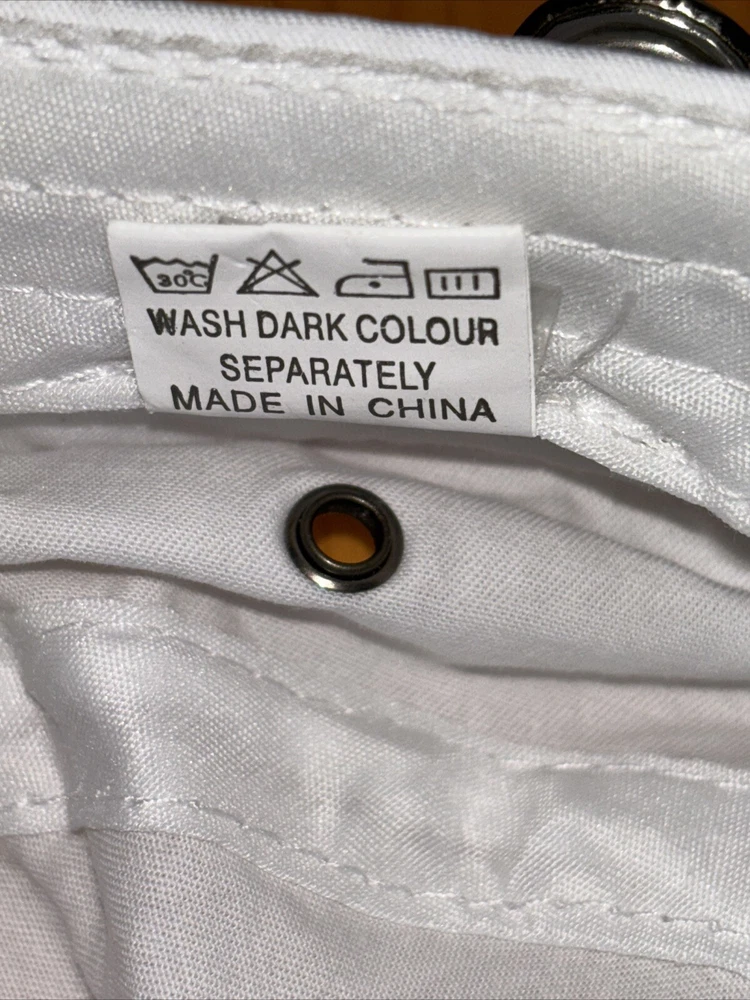 30°C
WASH DARK COLOUR
SEPARATELY
MADE IN CHINA